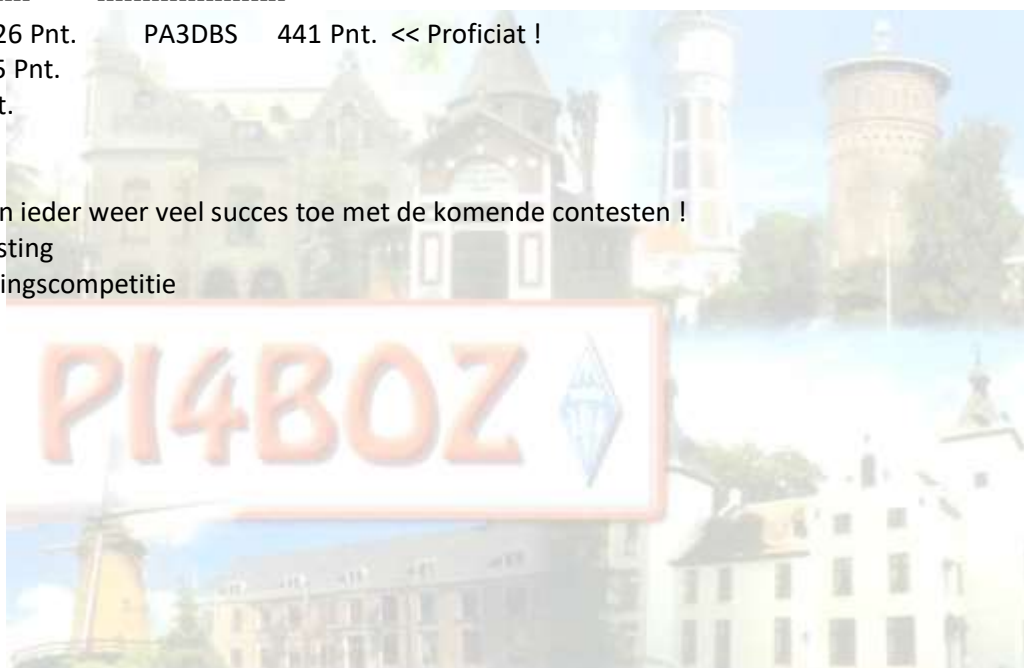 26 Pnt. PA3DBS 441 Pnt. << Proficiat !
5 Pnt.
t.
n ieder weer veel succes toe met de komende contesten !
sting
ingscompetitie
PI4BOZ